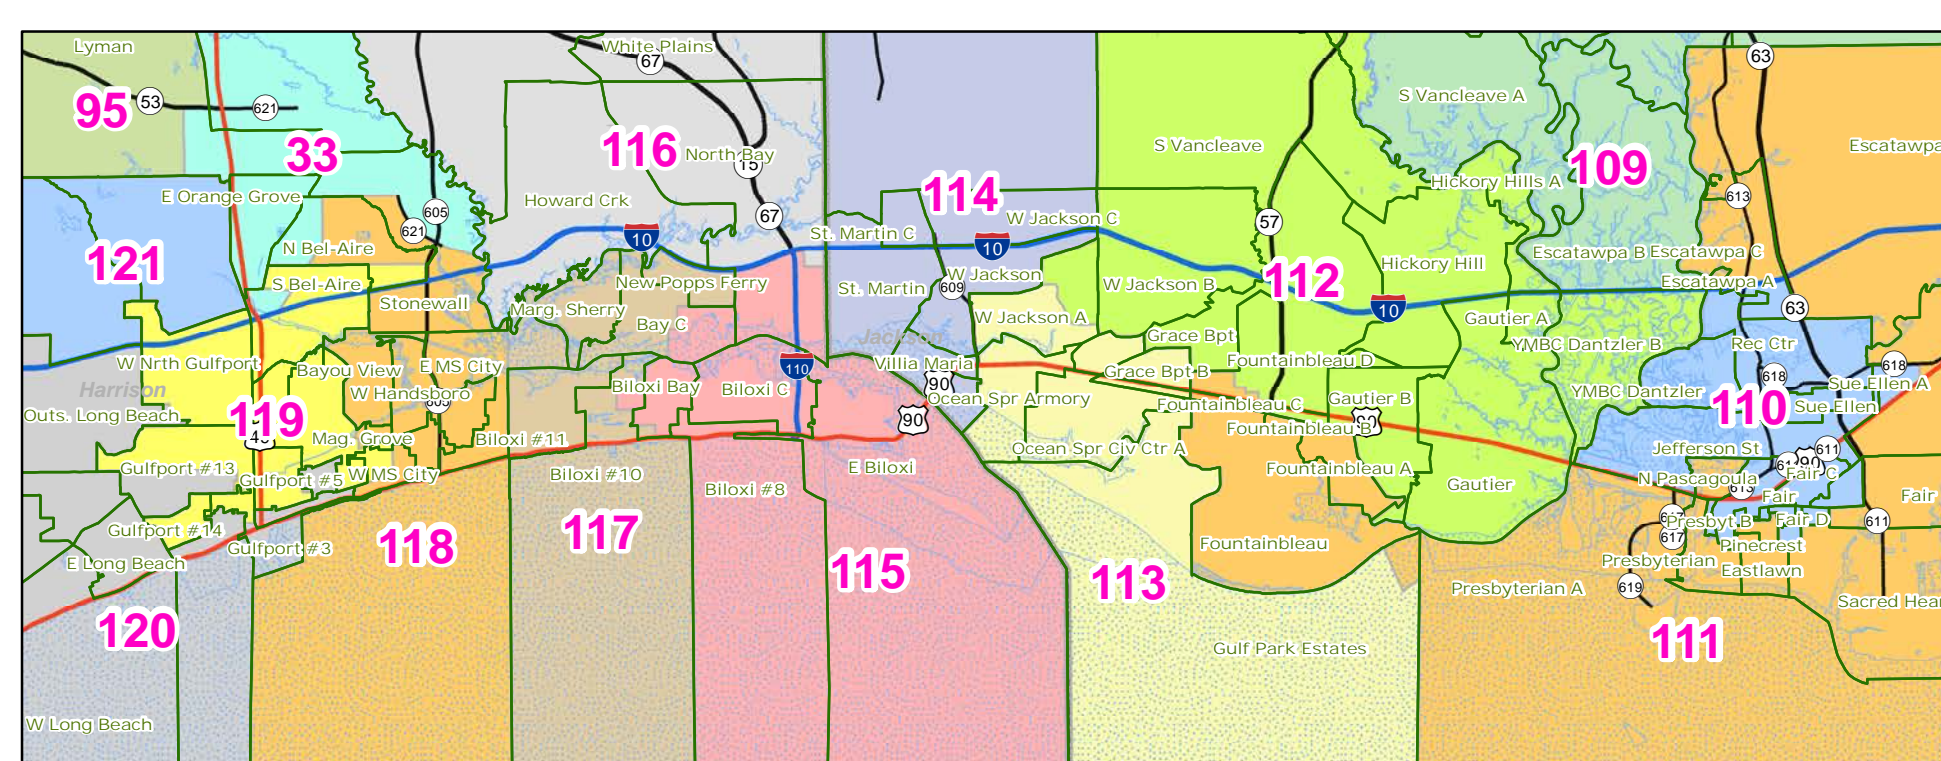 Lyman
White Plains
67
63
53
621
95
S Vancleave A
33
116
North Bay
15
S Vancleave
109
Escatawpa
Hickory Hills A
E Orange Grove
Howard Crk
114
613
605
67
W Jackson C
57
621
St. Martin C
10
10
N Bel-Aire
121
Escatawpa B
Escatawpa C
Hickory Hill
S Bel-Aire
New Popps Ferry
St. Martin
W Jackson
609
W Jackson B
112
Escatawpa A
Stonewall
Marg. Sherry
Bay C
W Jackson A
10
Gautier A
63
Jackson
Grace Bpt
YMBC Dantzler B
Rec Ctr
W Nrth Gulfport
Bayou View
E MS City
110
Villia Maria
Fountainbleau D
618
618
Grace Bpt B
Harrison
W Handsboro
605
Biloxi Bay
Biloxi C
90
Ocean Spr Armory
Fountainbleau C
Gautier B
YMBC Dantzler
Sue Ellen A
Outs. Long Beach
119
110
Sue Ellen
90
90
Fountainbleau B
Mag. Grove
Biloxi #11
Ocean Spr Civ Ctr A
Jefferson St
611
Gulfport #13
Gulfport #5
W MS City
Biloxi #10
E Biloxi
Fountainbleau A
90
Fair C
Biloxi #8
Gautier
N Pascagoula
613
Fair
Fair
Gulfport #14
117
617
Presbyt B
Fair D
611
Gulfport #3
118
617
Fountainbleau
Pinecrest
E Long Beach
115
113
Presbyterian
Eastlawn
Presbyterian A
619
Sacred Hear
120
111
Gulf Park Estates
W Long Beach